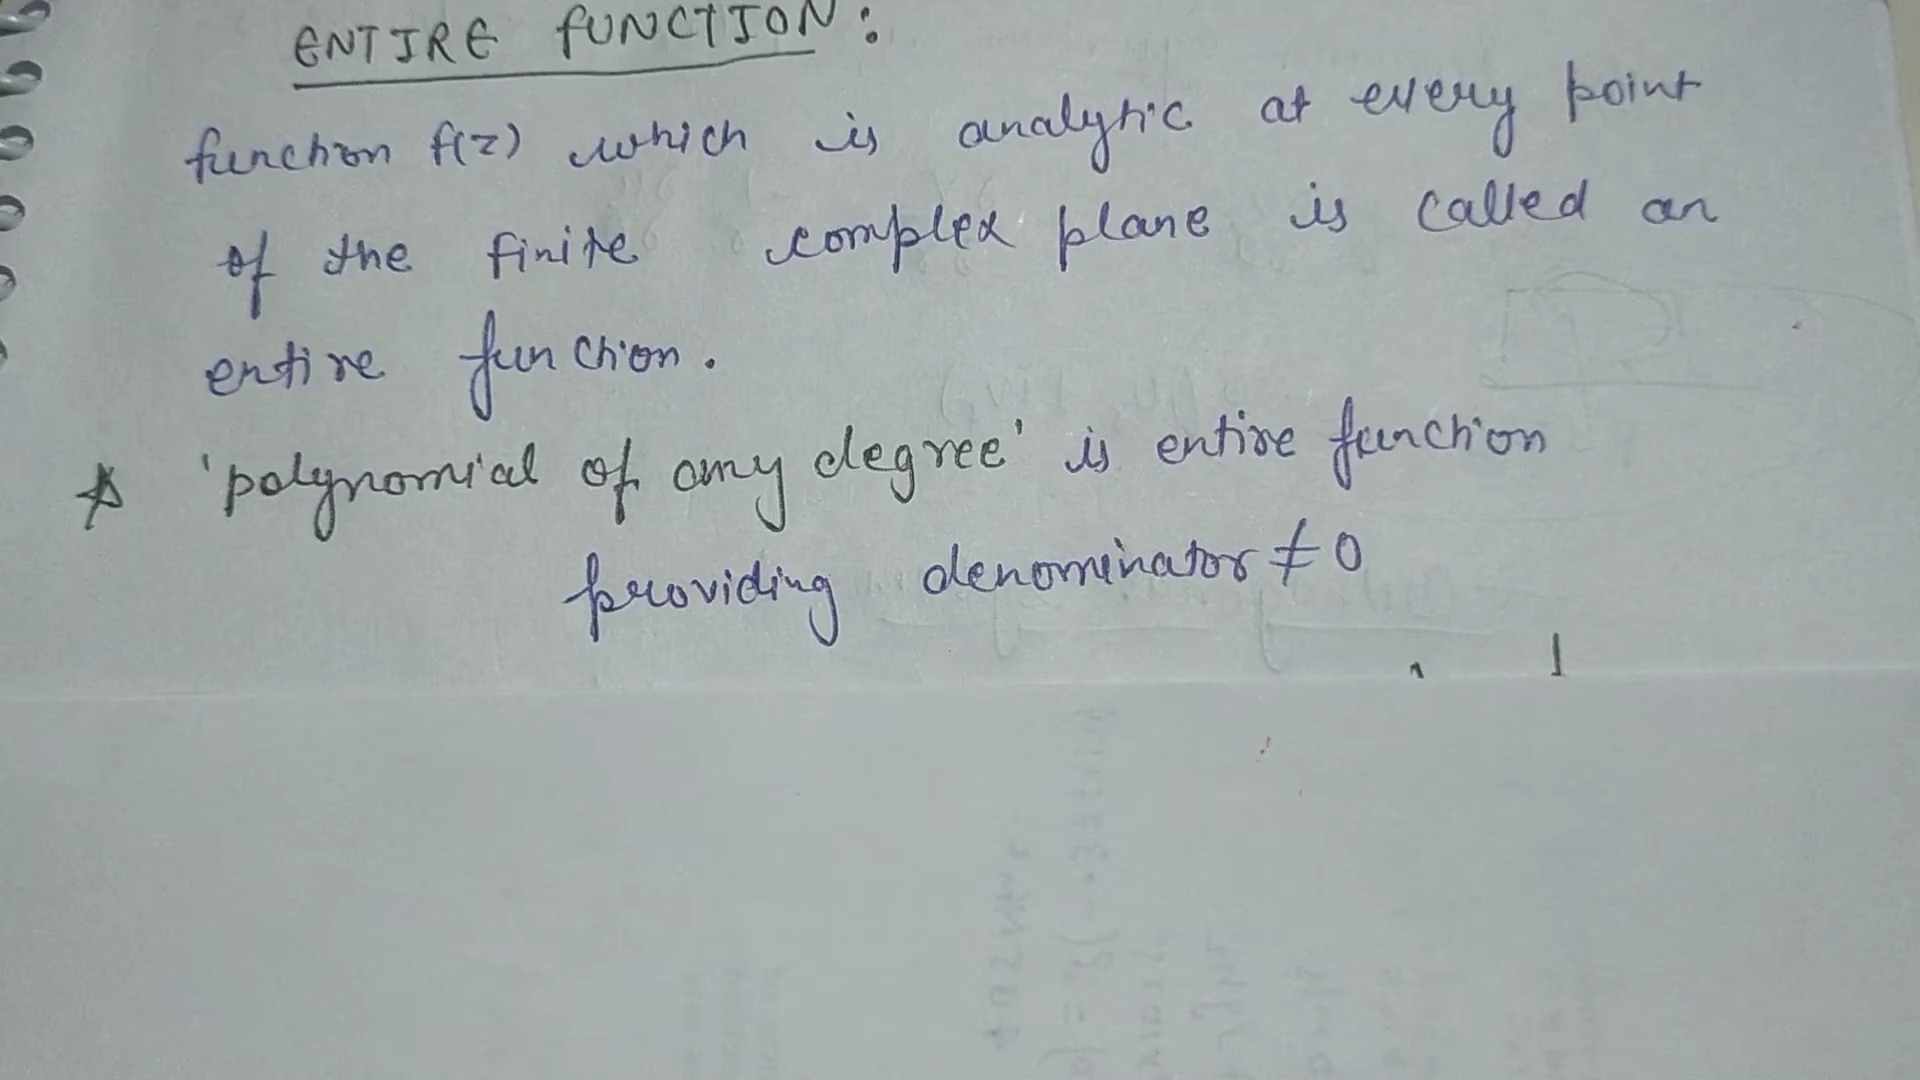 ENTIRE FUNCTION:
function f(z) which is analytic at every point
of the finite complex plane is called an
entire function.
'polynomial of any degree' is entire function
providing denominator ≠ 0